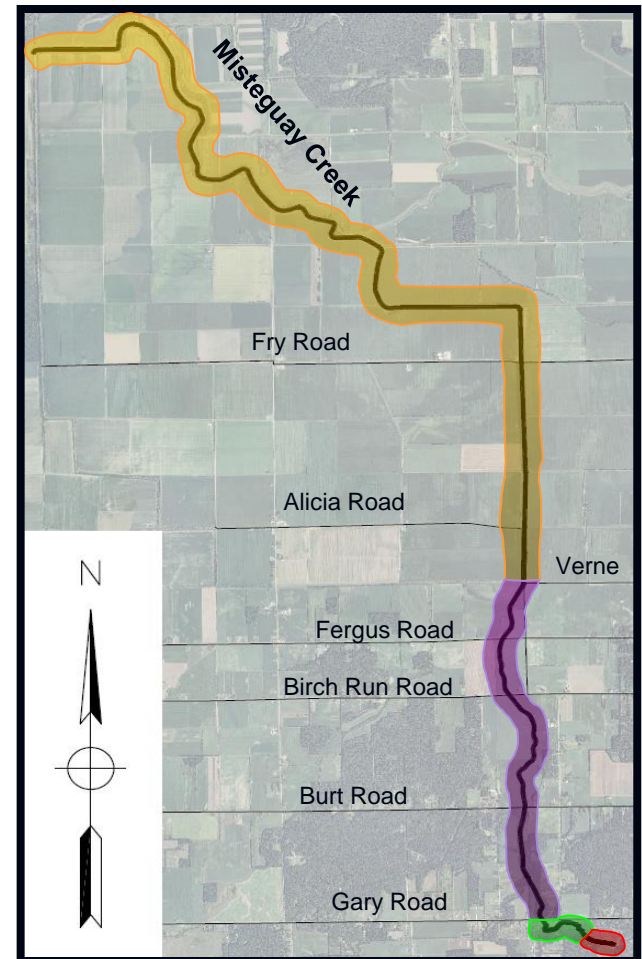 Misteguay Creek
Fry Road
Alicia Road
Verne
N
Fergus Road
Birch Run Road
Burt Road
Gary Road